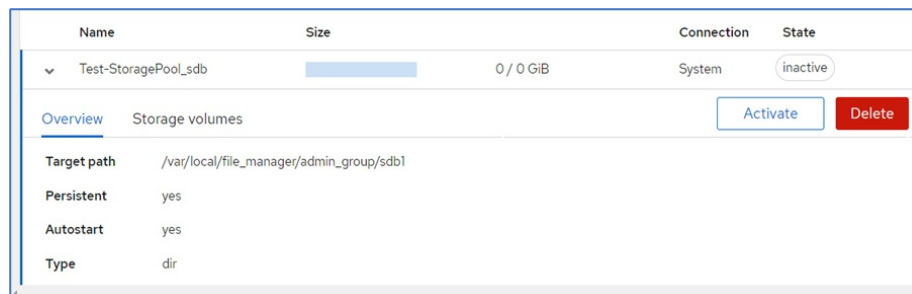 Name Size Connection State
Test-StoragePool_sdb 0 / 0 GiB System inactive
Overview Storage volumes Activate Delete
Target path /var/local/file_manager/admin_group/sdb1
Persistent yes
Autostart yes
Type dir